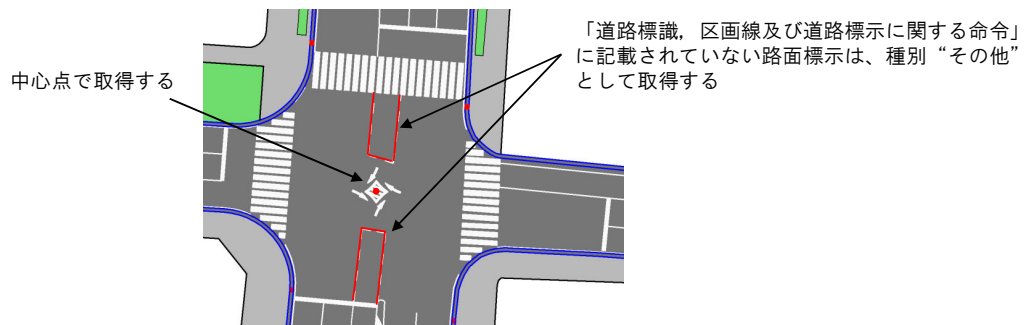 「道路標識，区画線及び道路標示に関する命令」
に記載されていない路面標示は、種別“その他”
として取得する
中心点で取得する